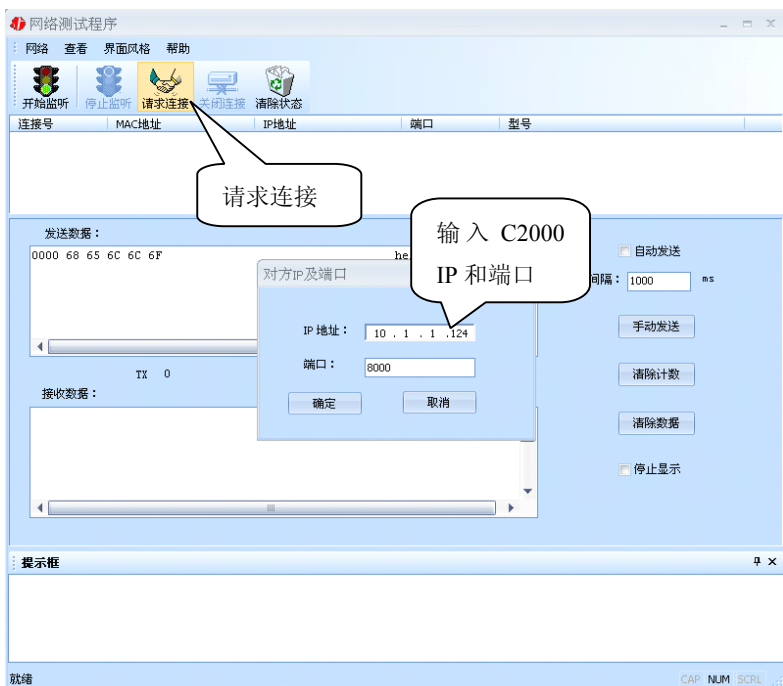 网络测试程序
网络 查看 界面风格 帮助
开始监听 停止监听 请求连接 关闭连接 清除状态
连接号 MAC地址 IP地址 端口 型号
请求连接
输入 C2000
IP 和端口
发送数据：
0000 68 65 6C 6C 6F he
自动发送
间隔： 1000 ms
对方IP及端口
IP地址： 10 . 1 . 1 .124
手动发送
端口： 8000
TX 0
清除计数
接收数据：
确定 取消
清除数据
停止显示
提示框
就绪
CAP NUM SCRL